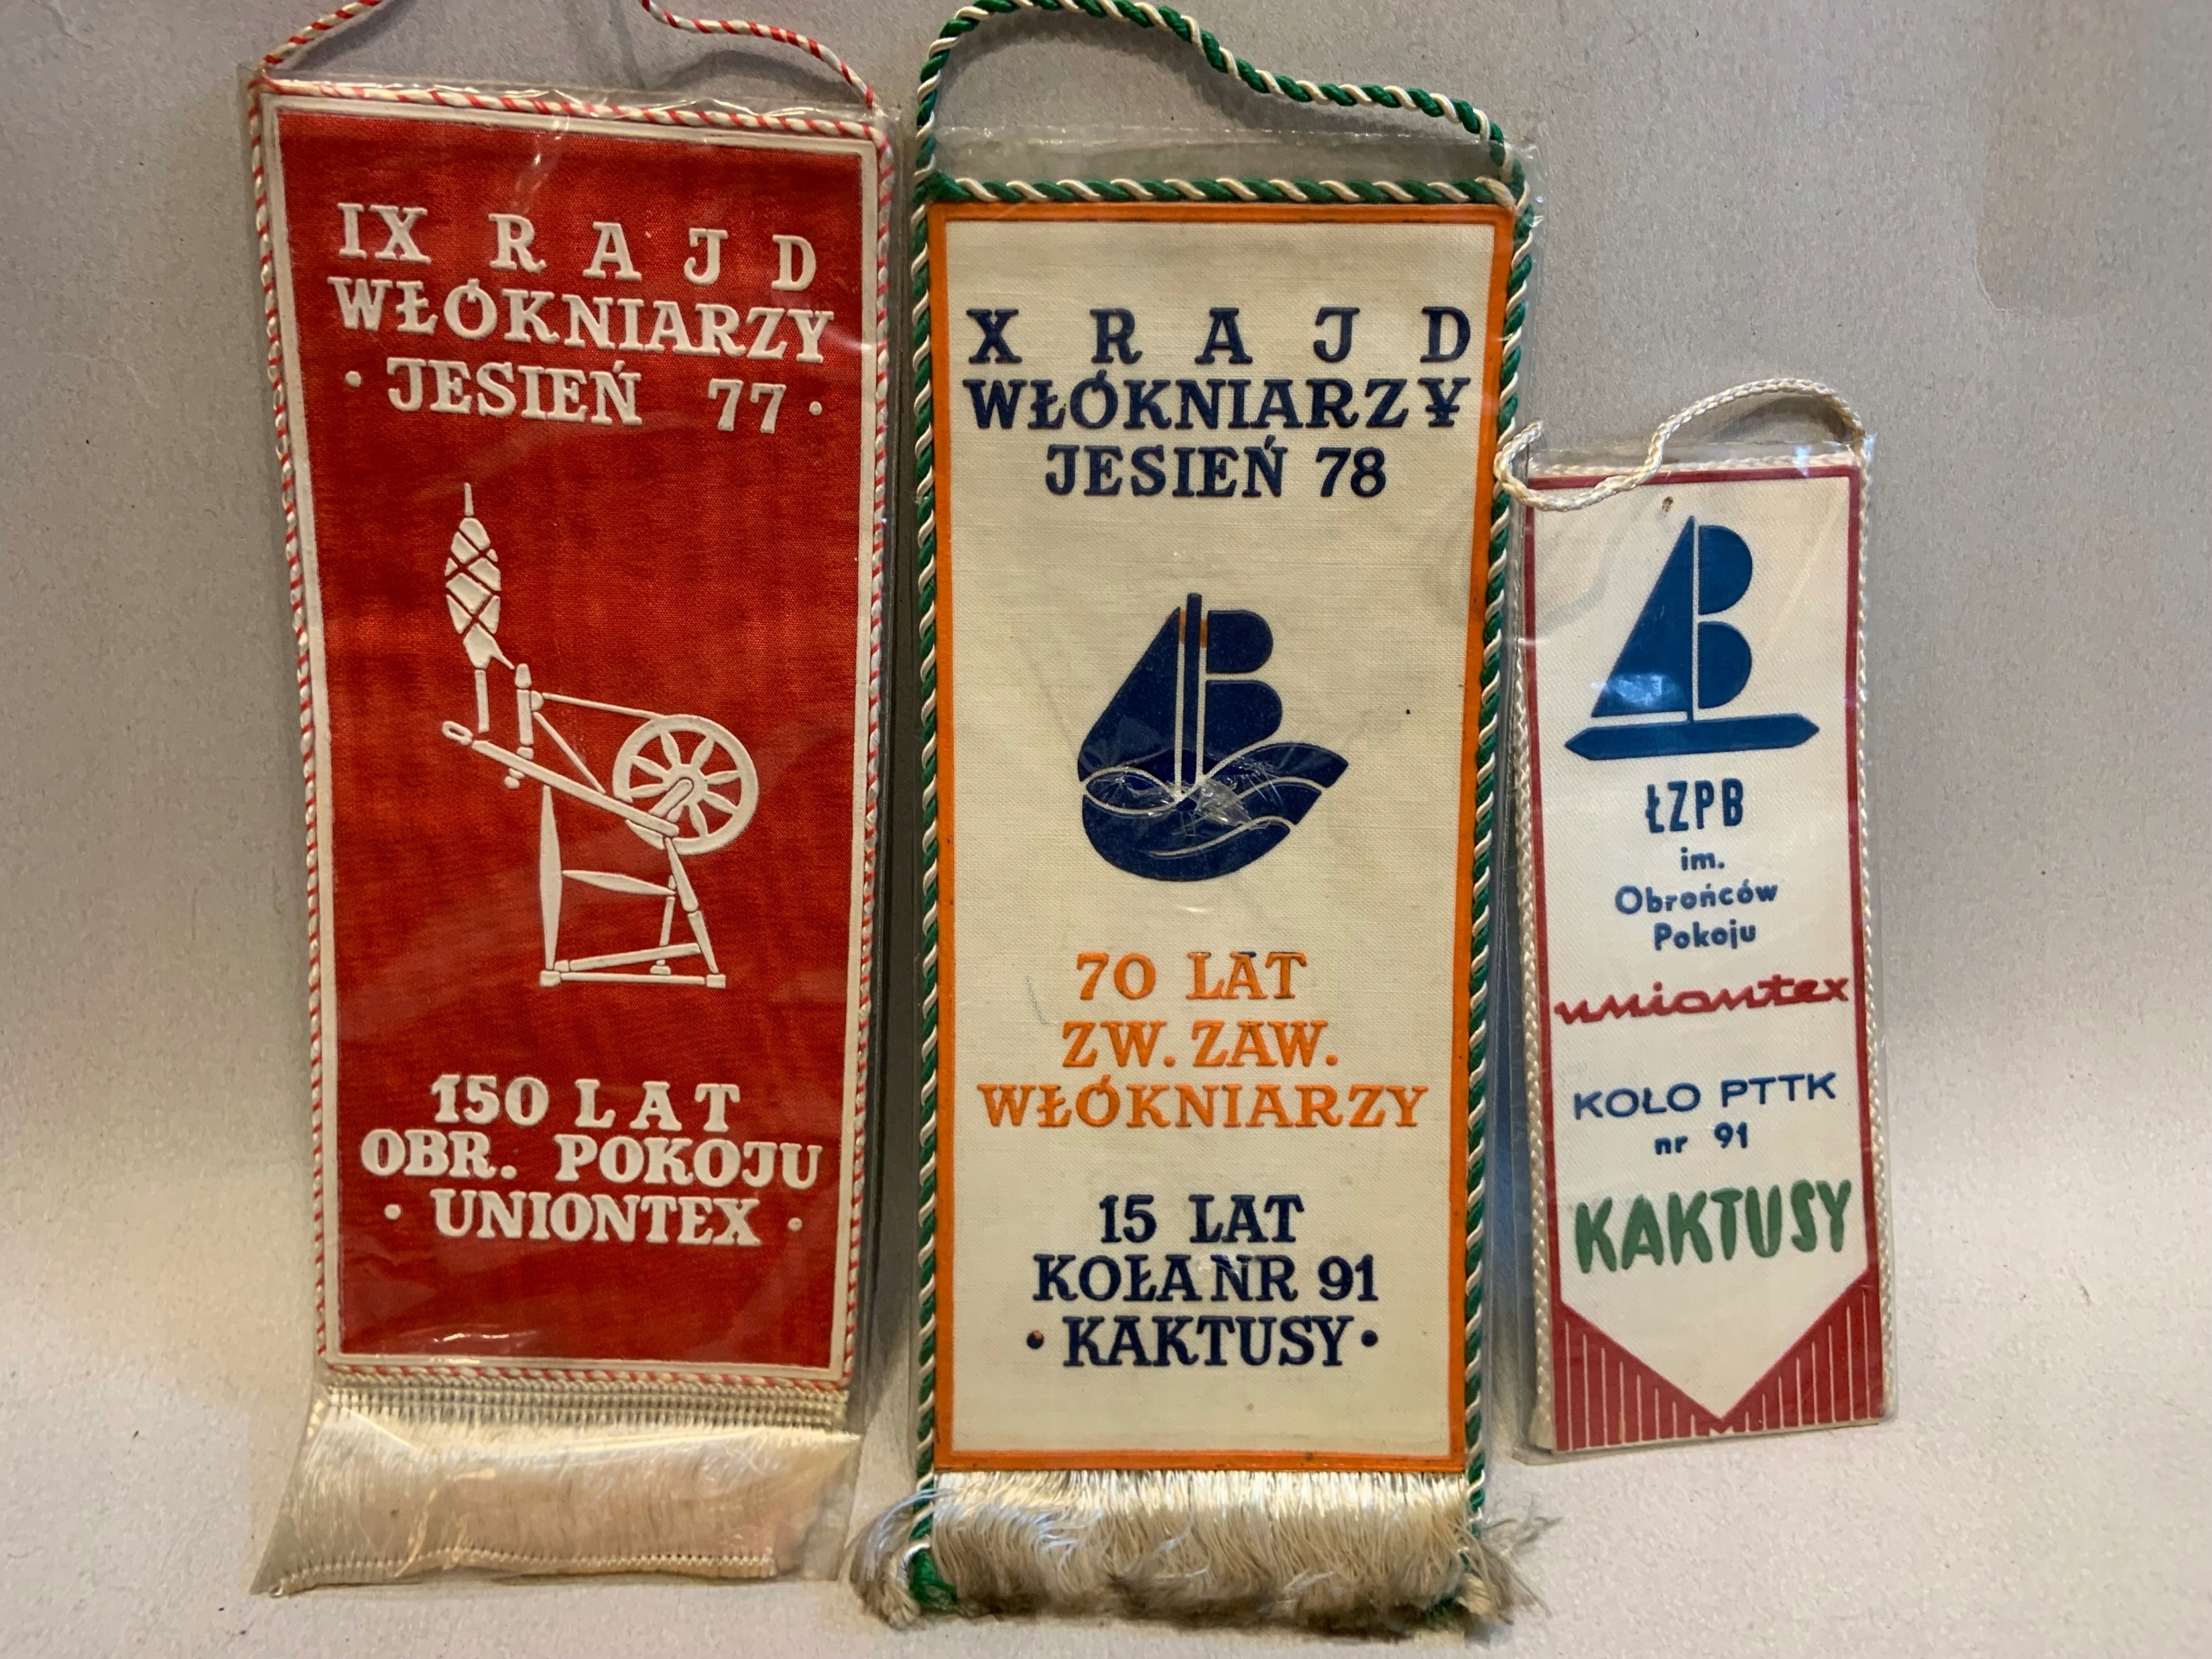 IX RAJD
WŁÓKNIARZY
· JESIEŃ 77 ·
150 LAT
OBR. POKOJU
· UNIONTEX ·
X RAJD
WŁÓKNIARZY
JESIEŃ 78
70 LAT
ZW. ZAW.
WŁÓKNIARZY
15 LAT
KOŁA NR 91
· KAKTUSY ·
ŁZPB
im.
Obrońców
Pokoju
uniontex
KOŁO PTTK
nr 91
KAKTUSY